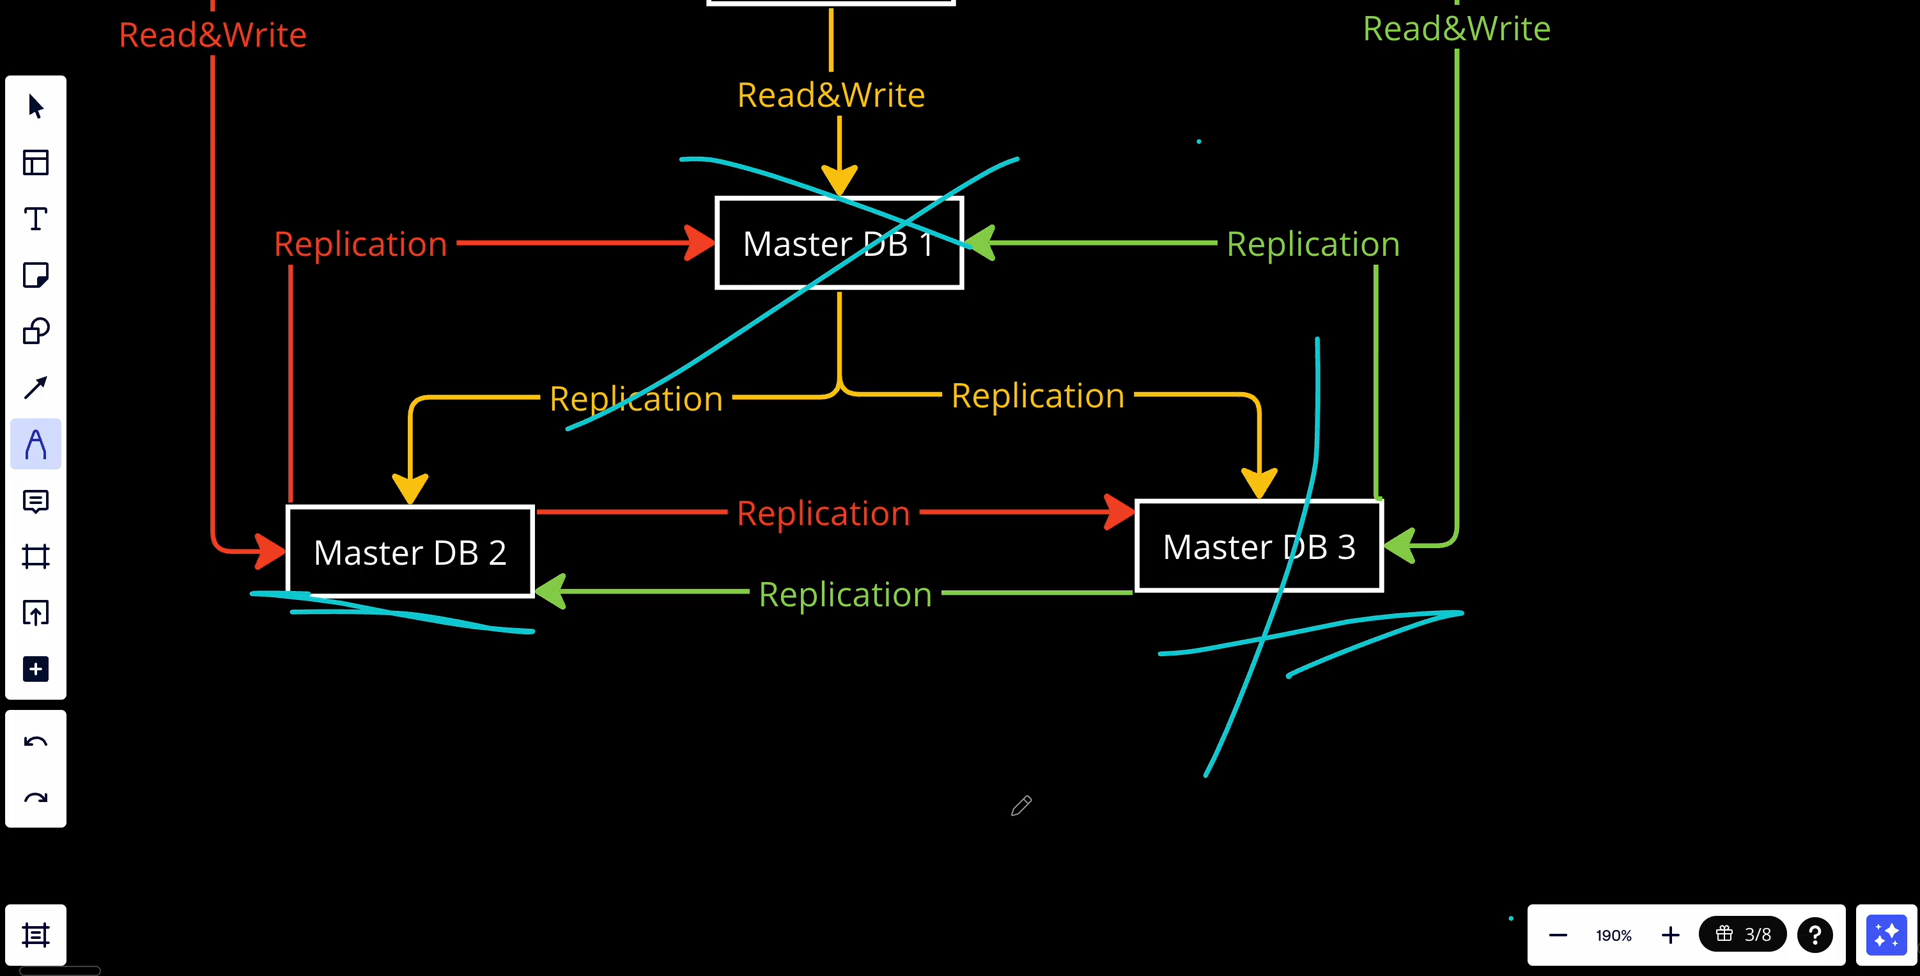 Read&Write
Read&Write
Read&Write
Replication
Master DB 1
Replication
Replication
Replication
Master DB 2
Replication
Master DB 3
Replication
T
190%
3/8
?